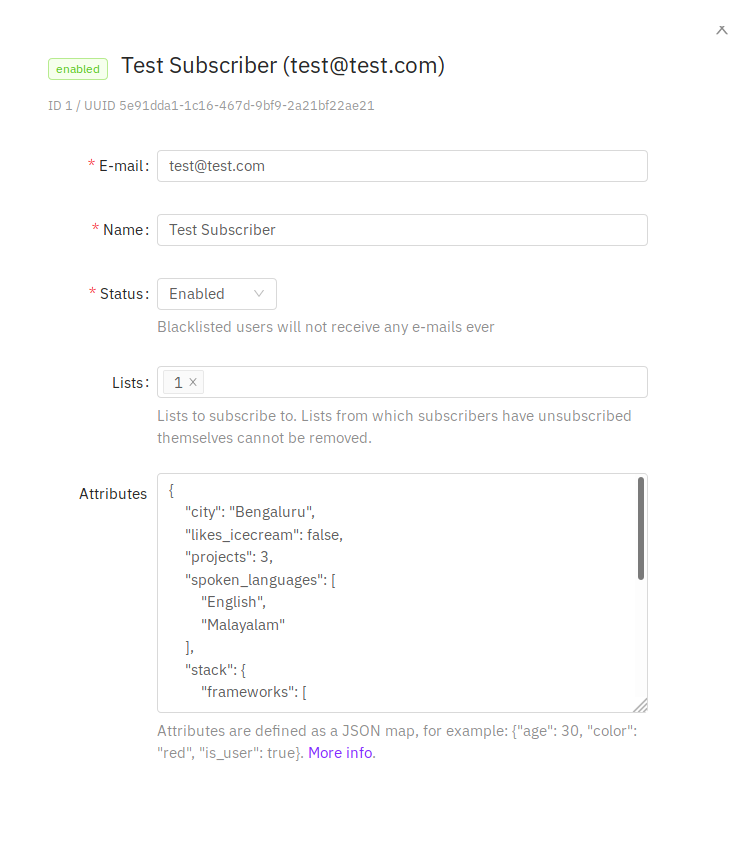 enabled Test Subscriber (test@test.com)
ID 1 / UUID 5e91dda1-1c16-467d-9bf9-2a21bf22ae21
* E-mail: test@test.com
* Name: Test Subscriber
* Status: Enabled
Blacklisted users will not receive any e-mails ever
Lists: 1 ×
Lists to subscribe to. Lists from which subscribers have unsubscribed
themselves cannot be removed.
Attributes {
"city": "Bengaluru",
"likes_icecream": false,
"projects": 3,
"spoken_languages": [
"English",
"Malayalam"
],
"stack": {
"frameworks": [
Attributes are defined as a JSON map, for example: {"age": 30, "color":
"red", "is_user": true}. More info.